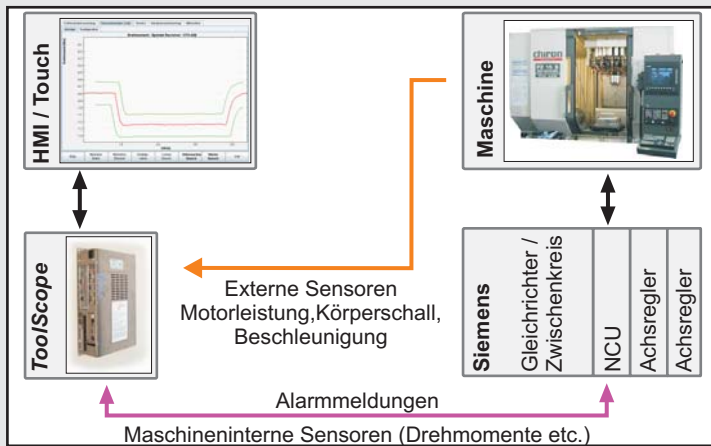 HMI / Touch
Maschine
chiron
ToolScope
Externe Sensoren
Motorleistung,Körperschall,
Beschleunigung
Siemens
Gleichrichter /
Zwischenkreis
NCU
Achsregler
Achsregler
Alarmmeldungen
Maschineninterne Sensoren (Drehmomente etc.)